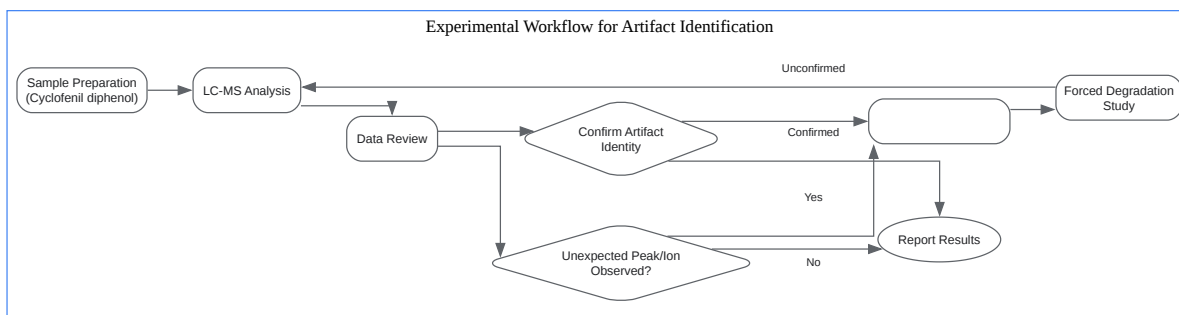 Experimental Workflow for Artifact Identification
Unconfirmed
Sample Preparation
(Cyclofenil diphenol)
LC-MS Analysis
Forced Degradation
Study
Data Review
Confirm Artifact
Identity
Confirmed
Yes
Unexpected Peak/Ion
Observed?
No
Report Results